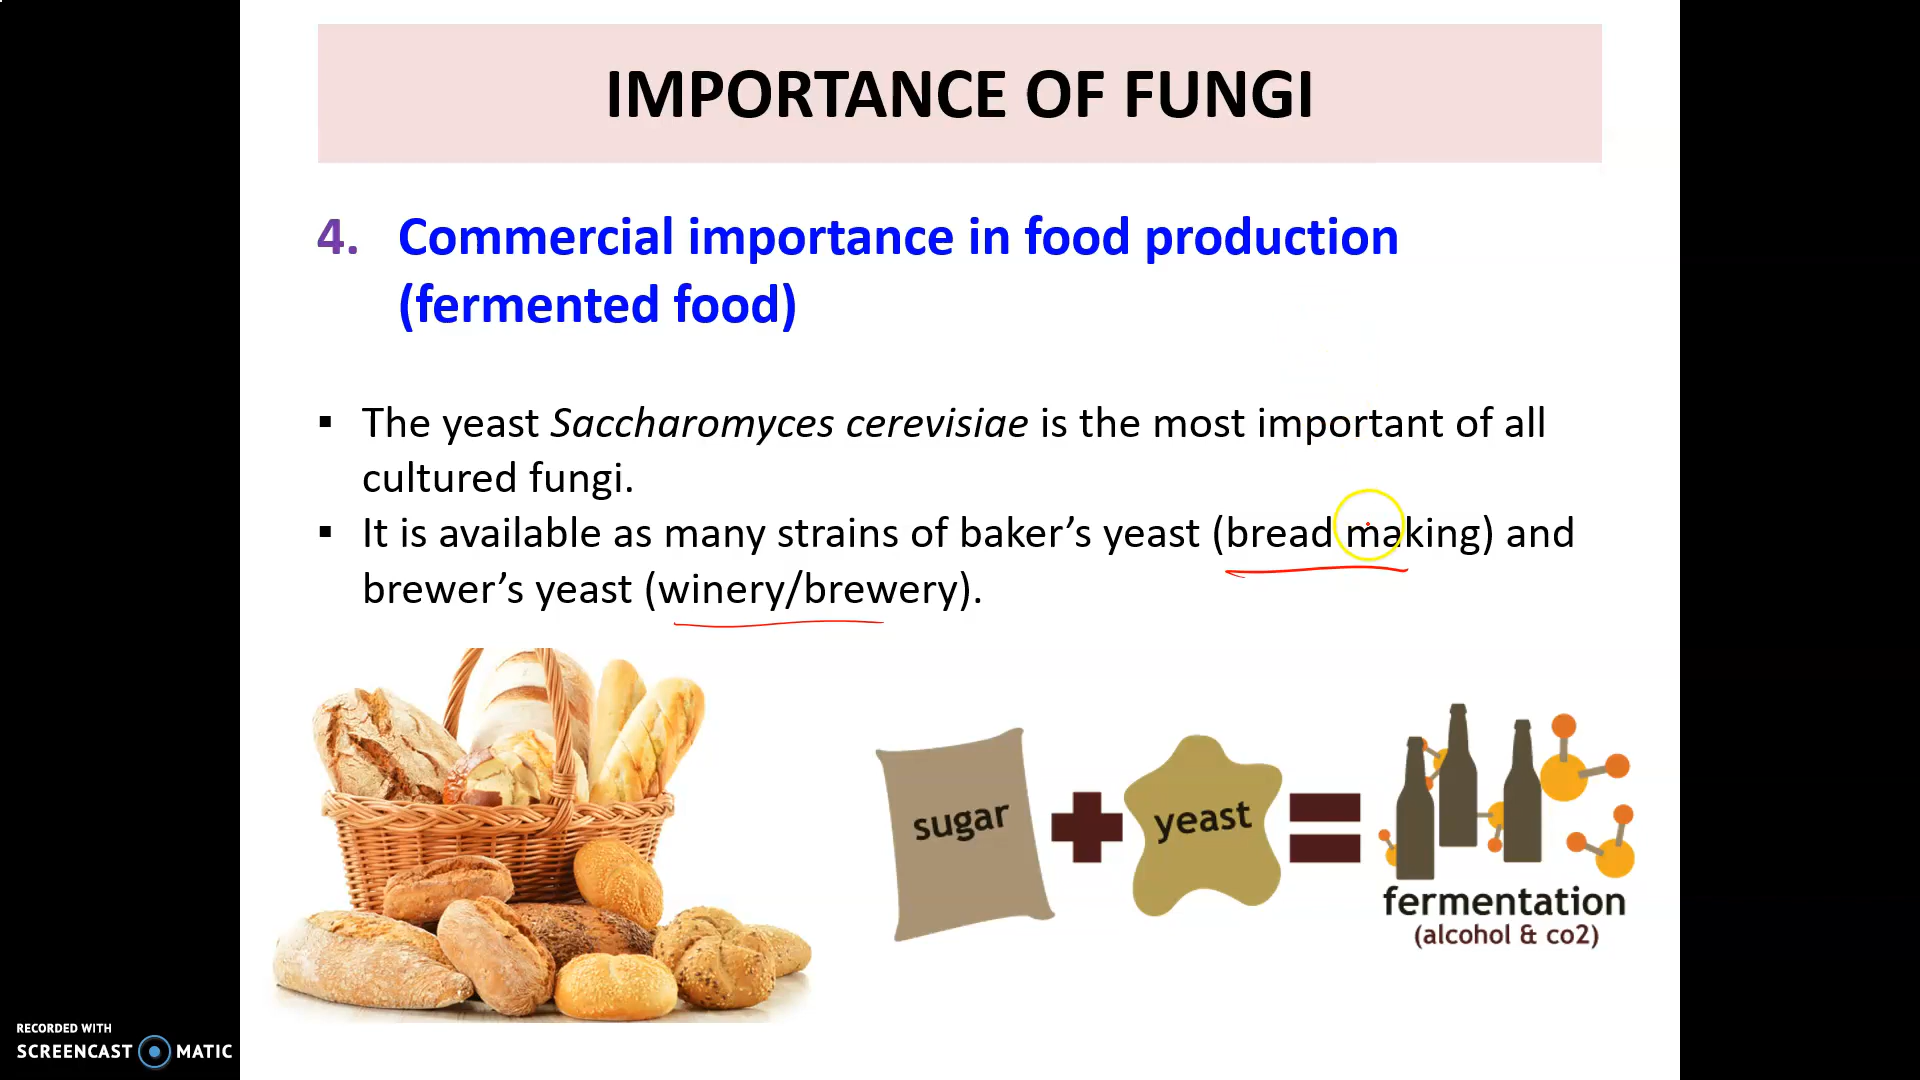 IMPORTANCE OF FUNGI
4. Commercial importance in food production
(fermented food)
▪ The yeast Saccharomyces cerevisiae is the most important of all
cultured fungi.
▪ It is available as many strains of baker’s yeast (bread making) and
brewer’s yeast (winery/brewery).
sugar
yeast
fermentation
(alcohol & co2)
RECORDED WITH
SCREENCAST MATIC